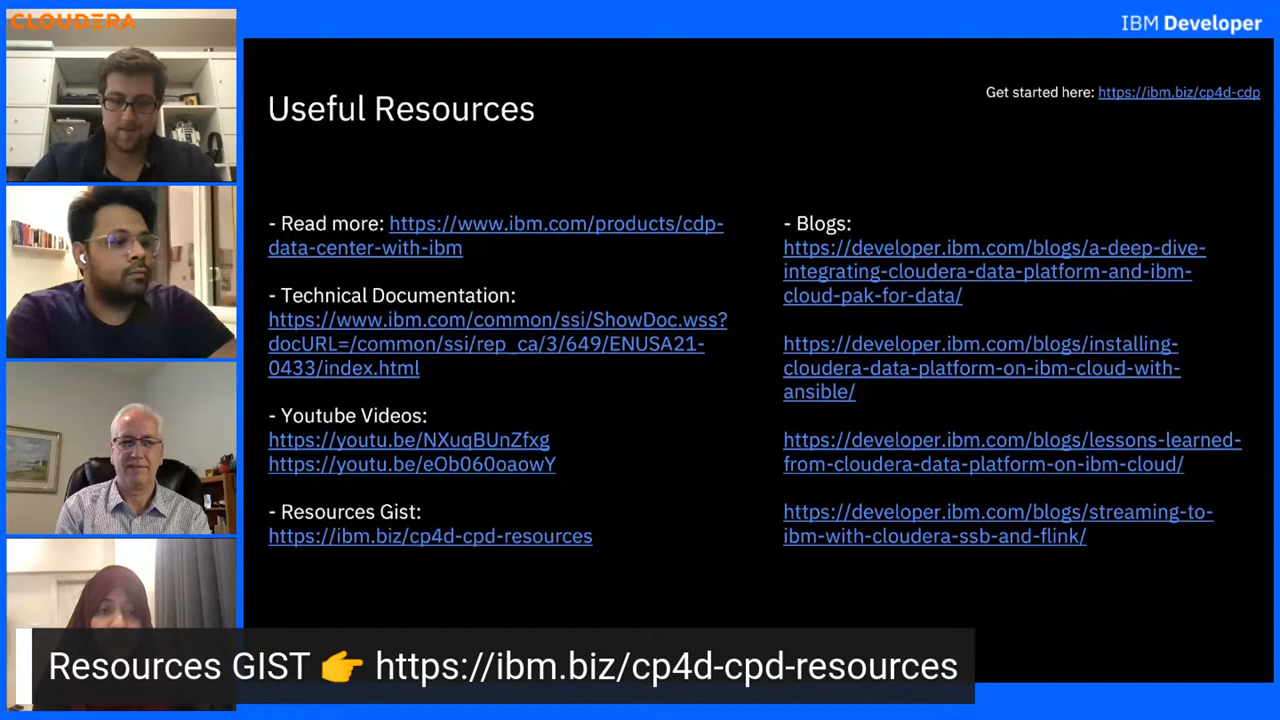 CLOUDERA
IBM Developer
Get started here: https://ibm.biz/cp4d-cdp
Useful Resources
- Read more: https://www.ibm.com/products/cdp-
data-center-with-ibm
- Technical Documentation:
https://www.ibm.com/common/ssi/ShowDoc.wss?
docURL=/common/ssi/rep_ca/3/649/ENUSA21-
0433/index.html
- Youtube Videos:
https://youtu.be/NXuqBUnZfxg
https://youtu.be/eOb060oaowY
- Resources Gist:
https://ibm.biz/cp4d-cpd-resources
- Blogs:
https://developer.ibm.com/blogs/a-deep-dive-
integrating-cloudera-data-platform-and-ibm-
cloud-pak-for-data/
https://developer.ibm.com/blogs/installing-
cloudera-data-platform-on-ibm-cloud-with-
ansible/
https://developer.ibm.com/blogs/lessons-learned-
from-cloudera-data-platform-on-ibm-cloud/
https://developer.ibm.com/blogs/streaming-to-
ibm-with-cloudera-ssb-and-flink/
Resources GIST 👉 https://ibm.biz/cp4d-cpd-resources